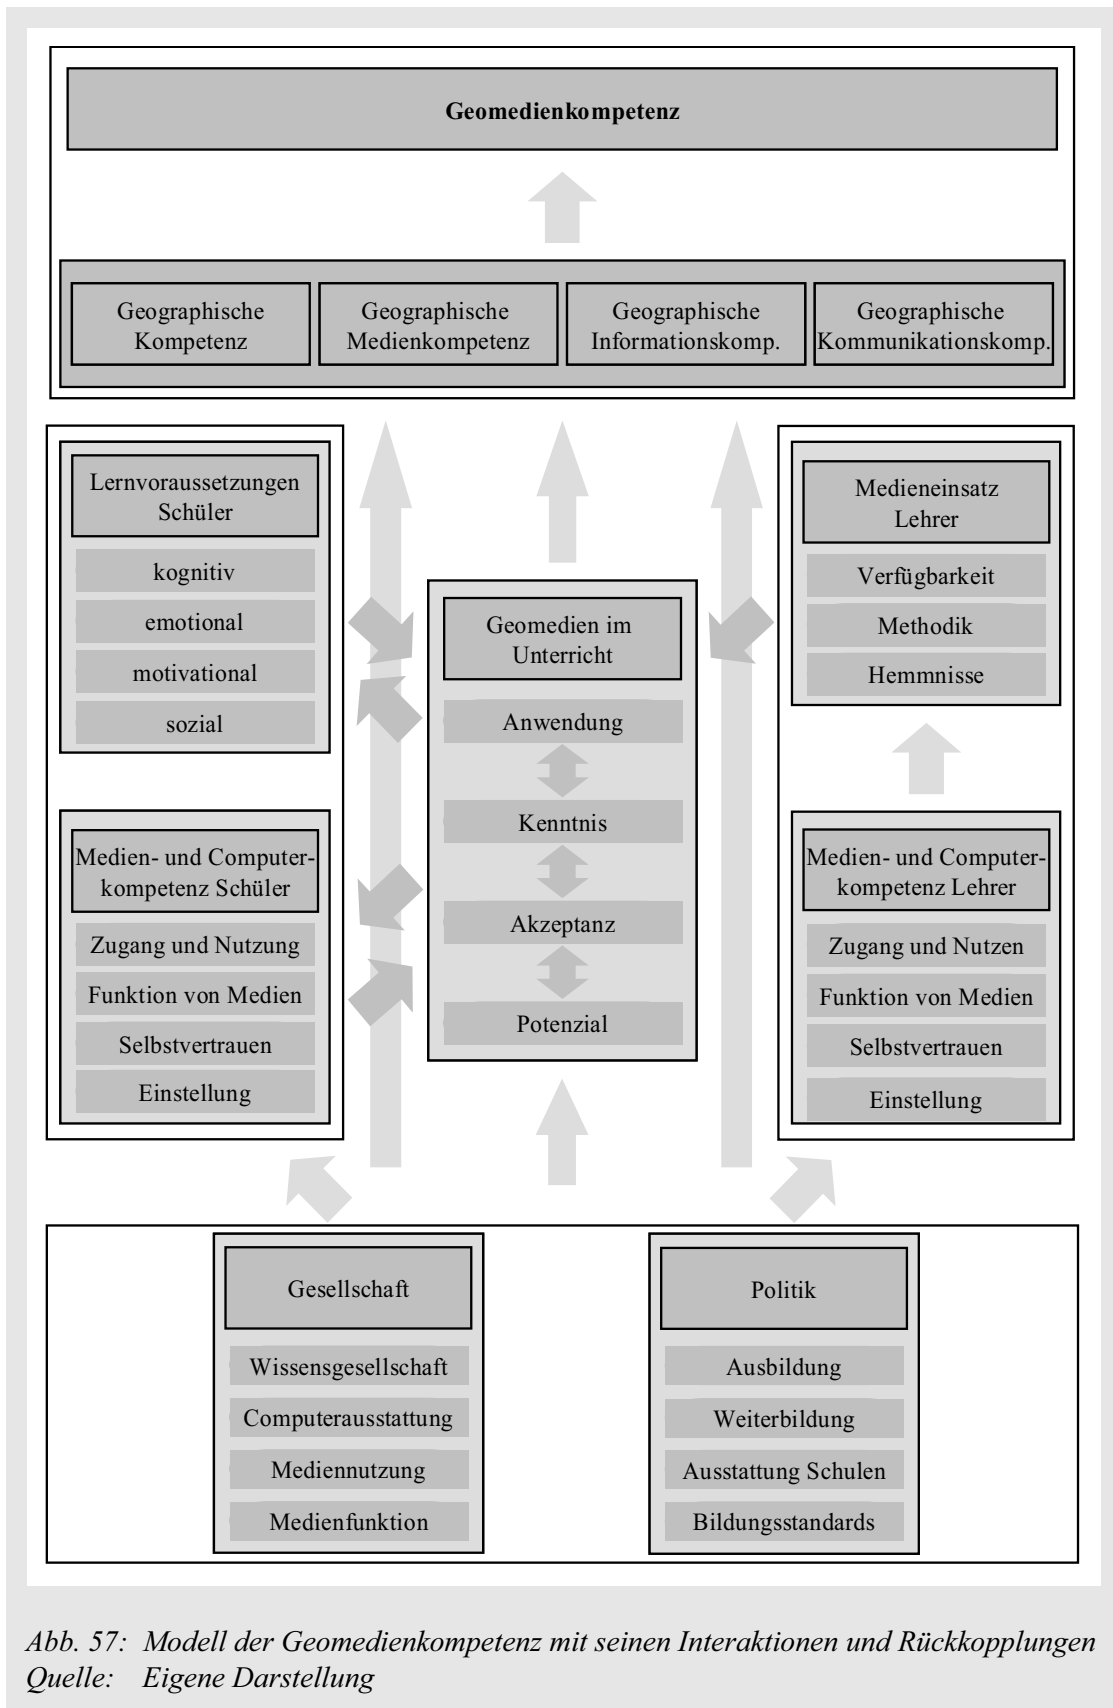 Geomedienkompetenz
Geographische
Kompetenz
Geographische
Medienkompetenz
Geographische
Informationskomp.
Geographische
Kommunikationskomp.
Lernvoraussetzungen
Schüler
kognitiv
emotional
motivational
sozial
Medien- und Computer-
kompetenz Schüler
Zugang und Nutzung
Funktion von Medien
Selbstvertrauen
Einstellung
Geomedien im
Unterricht
Anwendung
Kenntnis
Akzeptanz
Potenzial
Medieneinsatz
Lehrer
Verfügbarkeit
Methodik
Hemmnisse
Medien- und Computer-
kompetenz Lehrer
Zugang und Nutzen
Funktion von Medien
Selbstvertrauen
Einstellung
Gesellschaft
Wissensgesellschaft
Computerausstattung
Mediennutzung
Medienfunktion
Politik
Ausbildung
Weiterbildung
Ausstattung Schulen
Bildungsstandards
Abb. 57: Modell der Geomedienkompetenz mit seinen Interaktionen und Rückkopplungen
Quelle: Eigene Darstellung